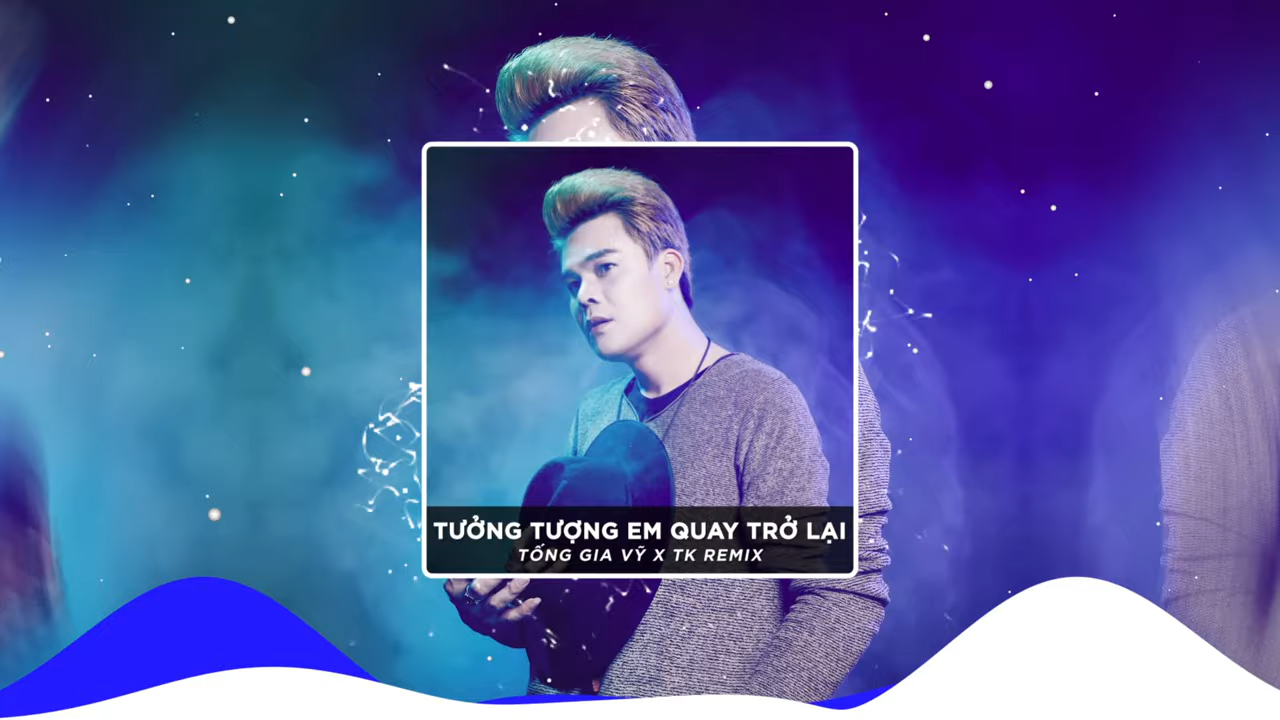 TƯỞNG TƯỢNG EM QUAY TRỞ LẠI
TỐNG GIA VỸ X TK REMIX